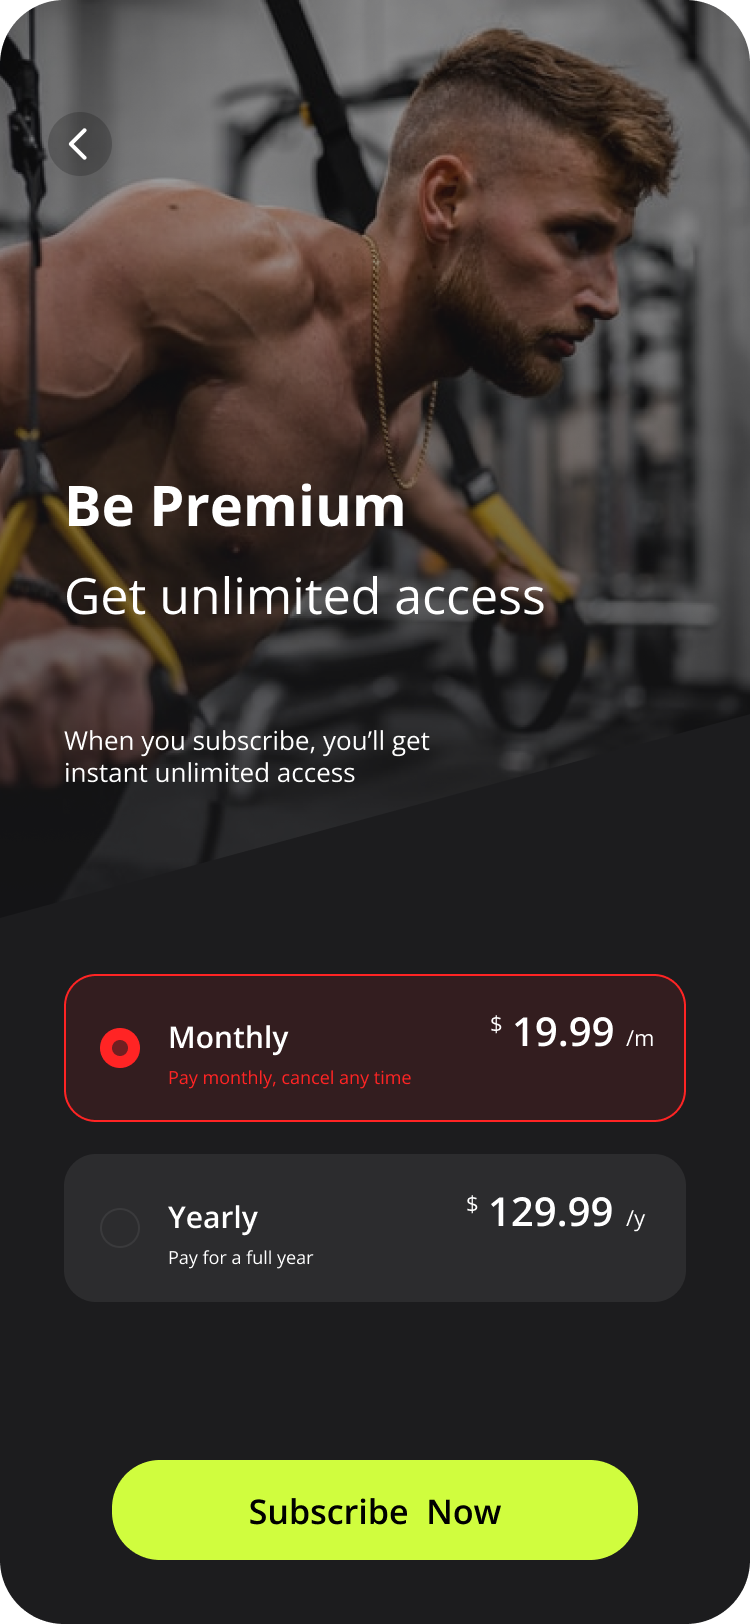 Be Premium
Get unlimited access
When you subscribe, you’ll get
instant unlimited access
Monthly
$ 19.99 /m
Pay monthly, cancel any time
Yearly
$ 129.99 /y
Pay for a full year
Subscribe Now